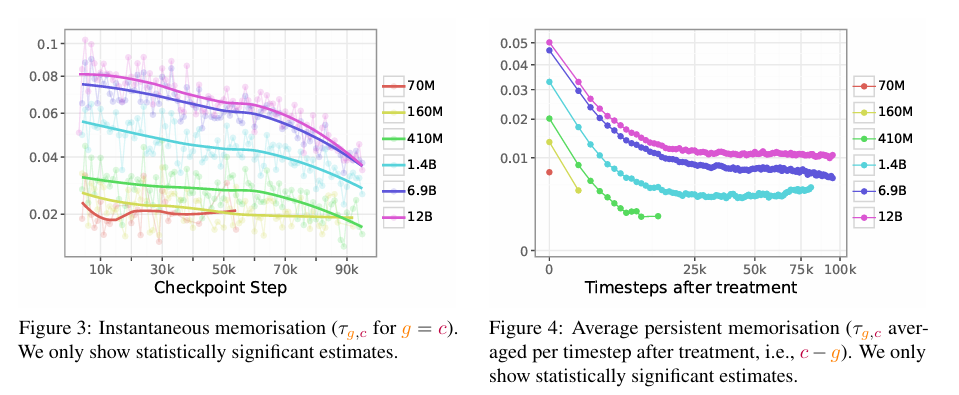 0.1
0.08
0.06
0.04
0.02
10k
30k
50k
70k
90k
Checkpoint Step
70M
160M
410M
1.4B
6.9B
12B
0.05
0.04
0.03
0.02
0.01
0
0
25k
50k
75k
100k
Timesteps after treatment
70M
160M
410M
1.4B
6.9B
12B
Figure 3: Instantaneous memorisation (τg,c for g = c).
We only show statistically significant estimates.
Figure 4: Average persistent memorisation (τg,c aver-
aged per timestep after treatment, i.e., c − g). We only
show statistically significant estimates.